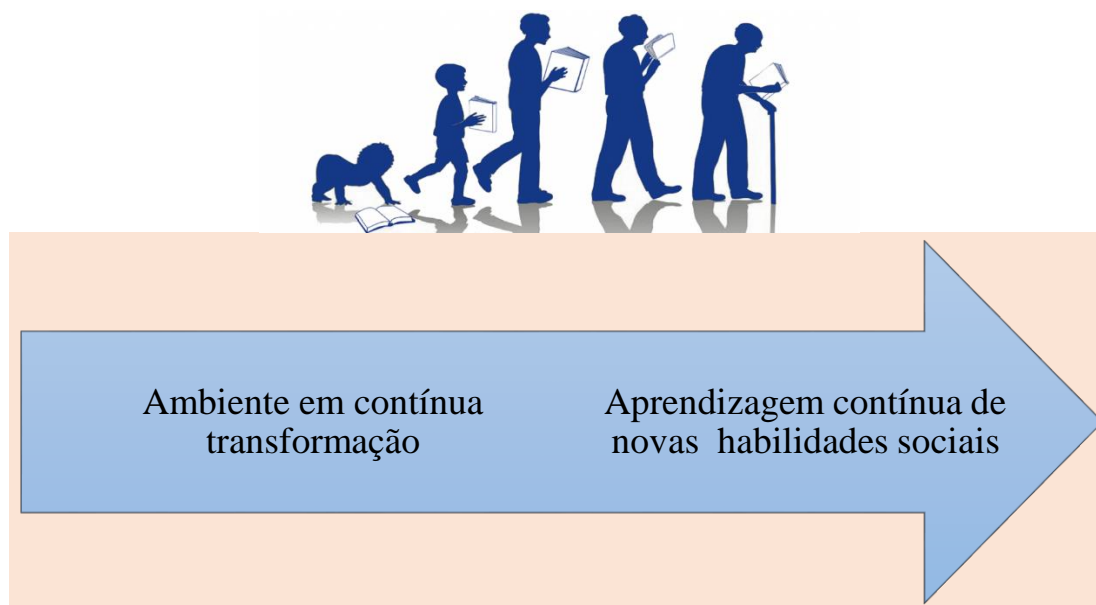 Ambiente em contínua
transformação
Aprendizagem contínua de
novas  habilidades sociais